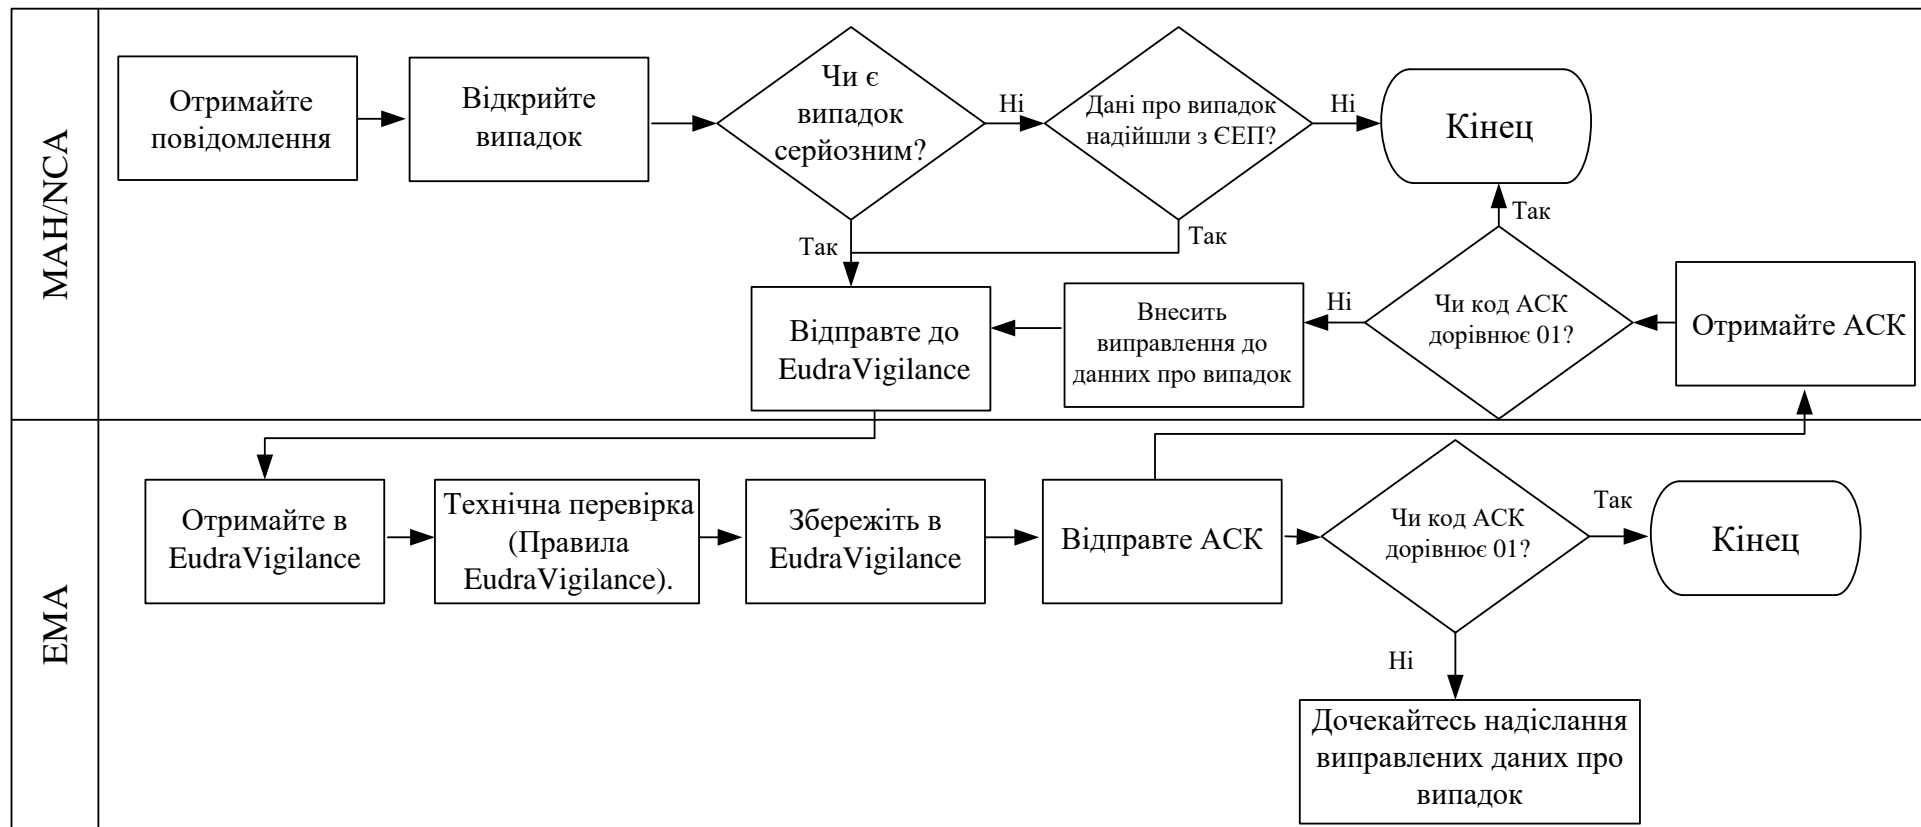 MAH/NCA
Отримайте
повідомлення
Відкрийте
випадок
Чи є
випадок
серйозним?
Ні
Дані про випадок
надійшли з ЄЕП?
Ні
Кінец
Так
Так
Так
Відправте до
EudraVigilance
Внесить
виправлення до
данних про випадок
Ні
Чи код АСК
дорівнює 01?
Отримайте АСК
EMA
Отримайте в
EudraVigilance
Технічна перевірка
(Правила
EudraVigilance).
Збережіть в
EudraVigilance
Відправте АСК
Чи код АСК
дорівнює 01?
Так
Кінец
Ні
Дочекайтесь надіслання
виправлених даних про
випадок